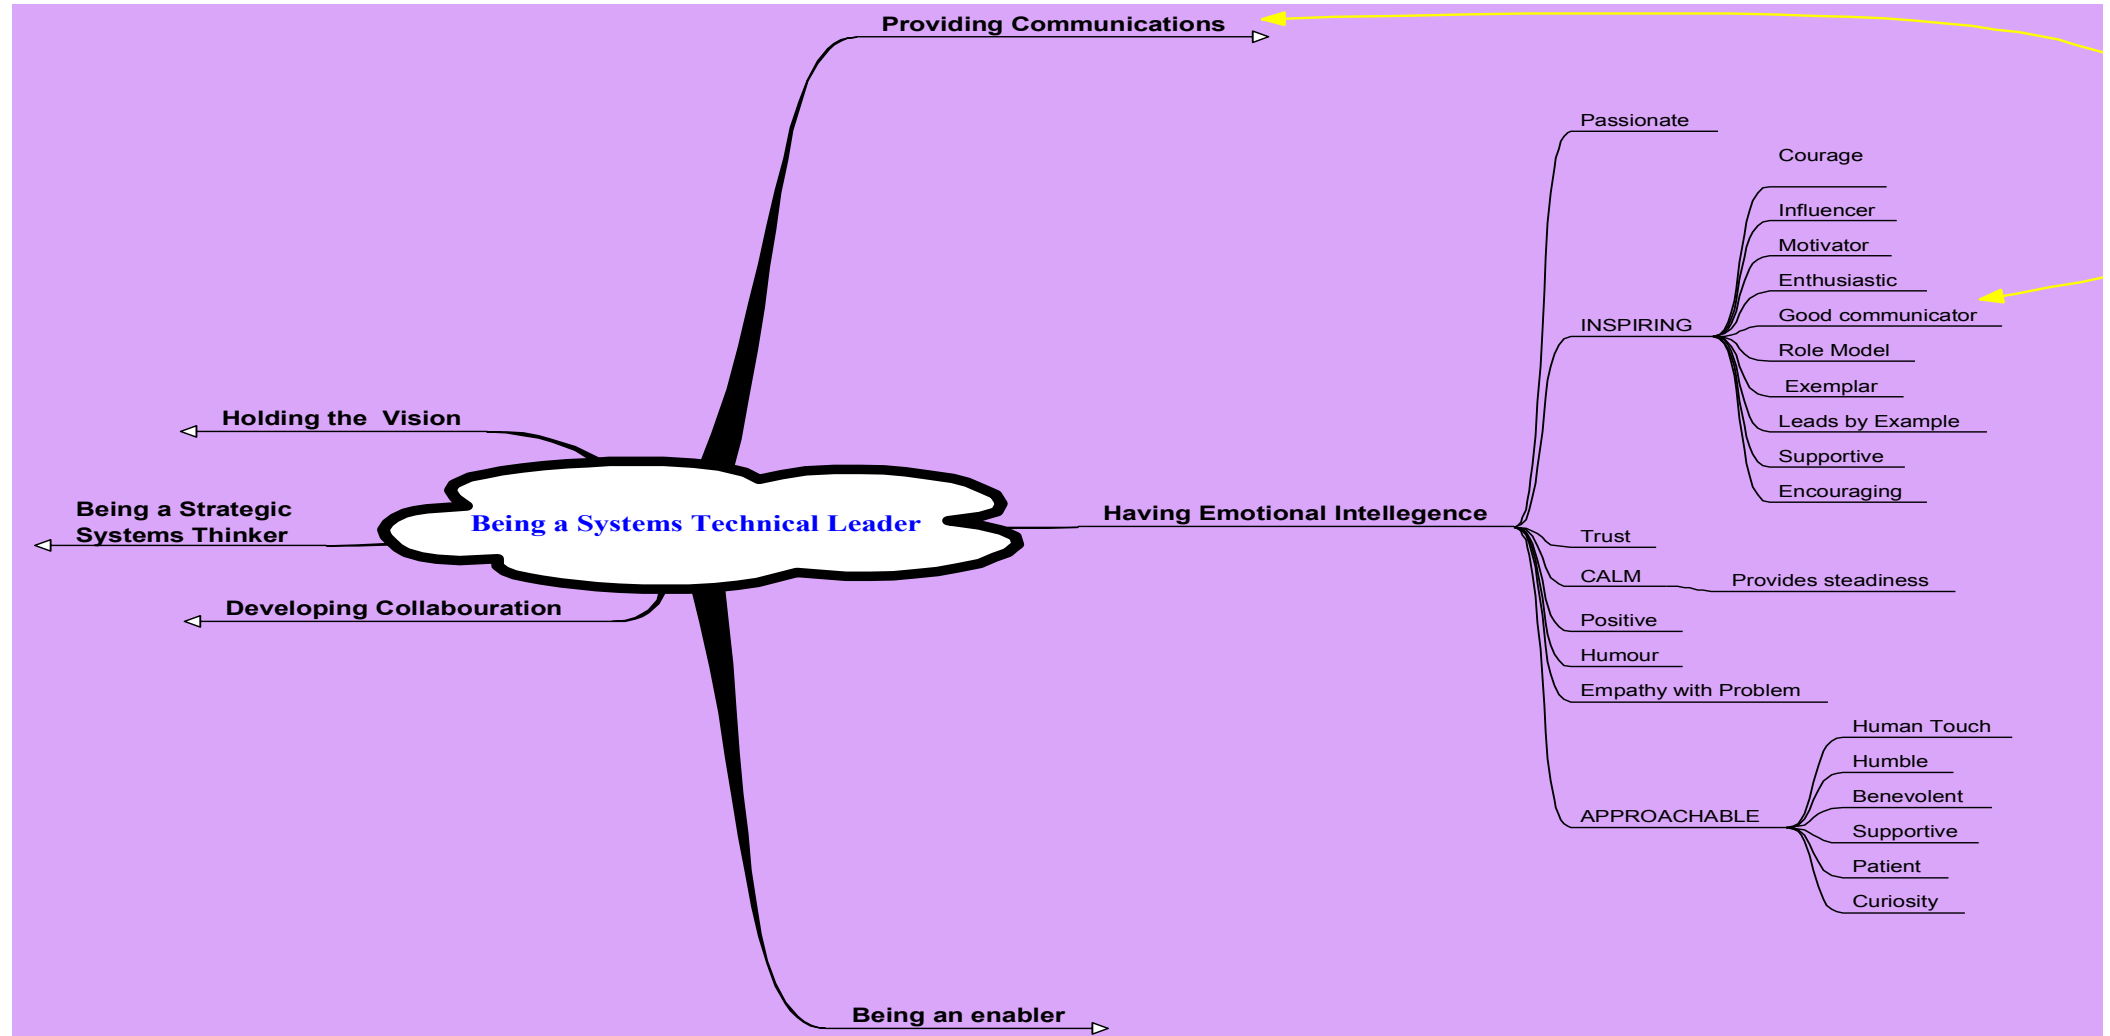 Providing Communications
Passionate
Courage
Influencer
Motivator
Enthusiastic
INSPIRING
Good communicator
Role Model
Exemplar
Leads by Example
Supportive
Encouraging
Holding the  Vision
Being a Strategic
Systems Thinker
Developing Collabouration
Being a Systems Technical Leader
Having Emotional Intellegence
Trust
CALM
Provides steadiness
Positive
Humour
Empathy with Problem
APPROACHABLE
Human Touch
Humble
Benevolent
Supportive
Patient
Curiosity
Being an enabler